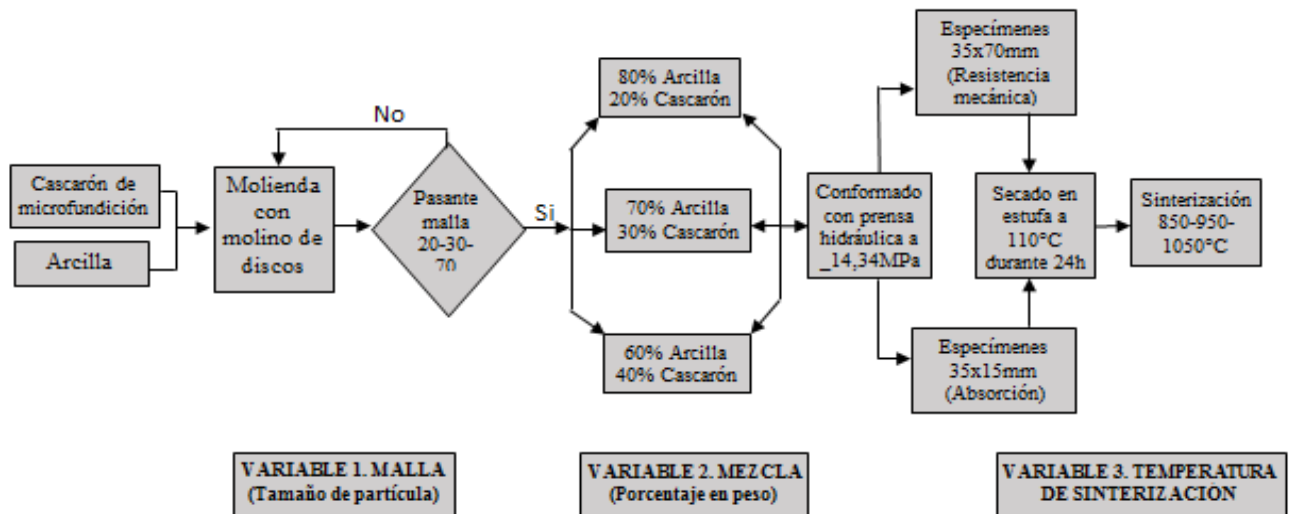 Cascarón de
microfundición
Arcilla
No
Molienda
con
molino de
discos
Pasante
malla
20-30-
70
Si
80% Arcilla
20% Cascarón
70% Arcilla
30% Cascarón
60% Arcilla
40% Cascarón
Conformado
con prensa
hidráulica a
_14,34MPa
Especímenes
35x70mm
(Resistencia
mecánica)
Especímenes
35x15mm
(Absorción)
Secado en
estufa a
110°C
durante 24h
Sinterización
850-950-
1050°C
VARIABLE 1. MALLA
(Tamaño de partícula)
VARIABLE 2. MEZCLA
(Porcentaje en peso)
VARIABLE 3. TEMPERATURA
DE SINTERIZACIÓN